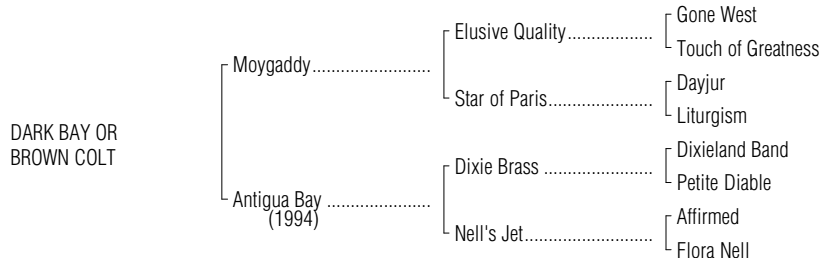 Gone West
Elusive Quality..................
Touch of Greatness
Moygaddy.........................
Dayjur
Star of Paris......................
Liturgism
DARK BAY OR
BROWN COLT
Dixieland Band
Dixie Brass .......................
Petite Diable
Antigua Bay ......................
(1994)
Affirmed
Nell's Jet...........................
Flora Nell